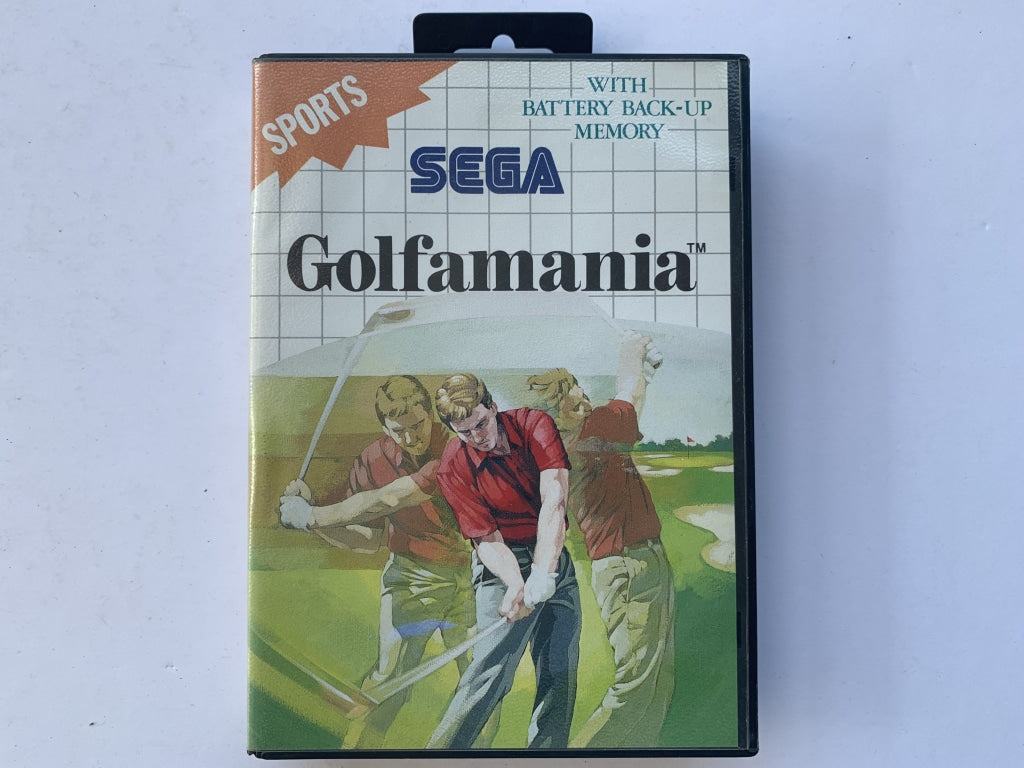 SPORTS
WITH
BATTERY BACK-UP
MEMORY
SEGA
Golfamania™